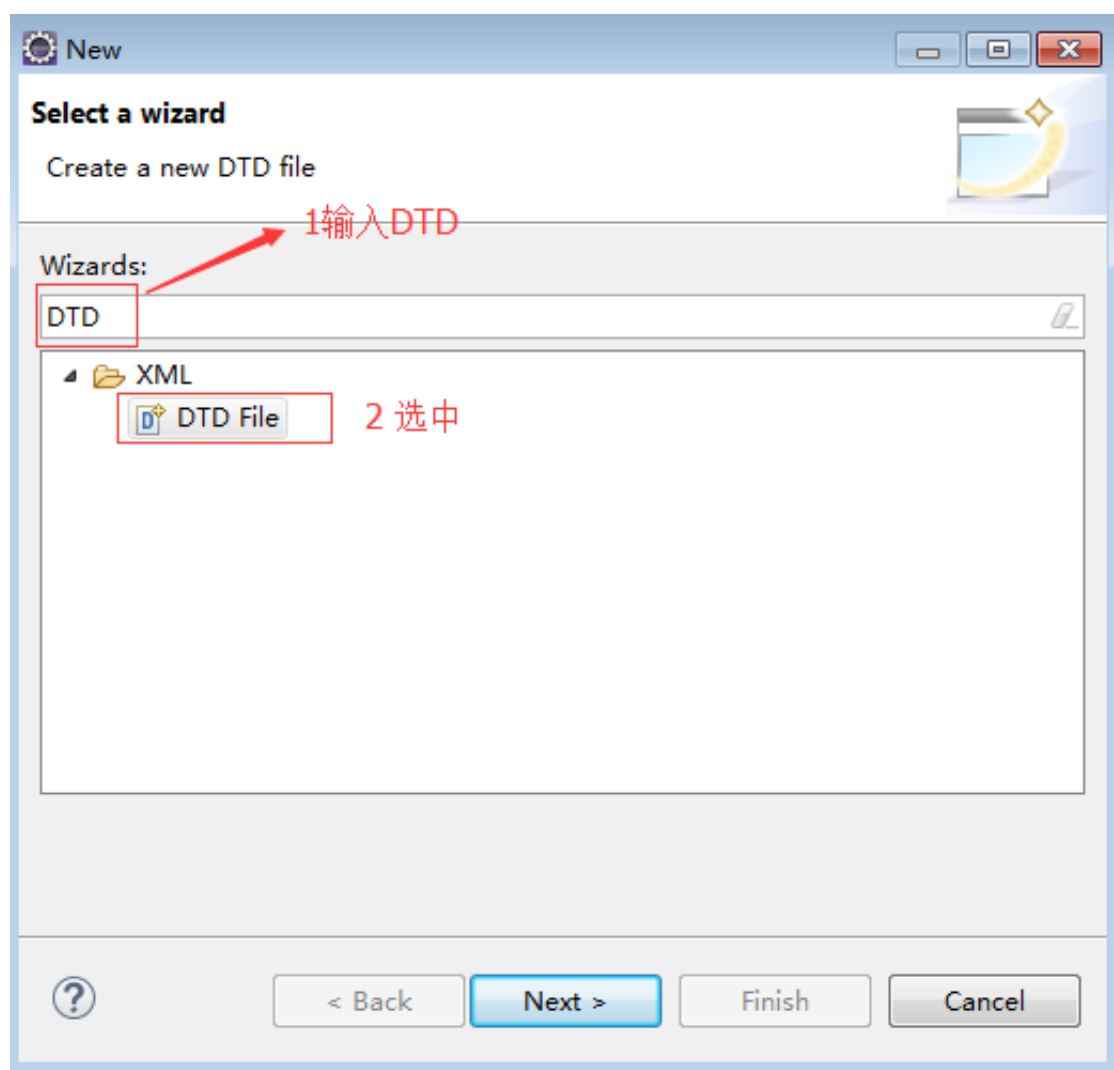 New
Select a wizard
Create a new DTD file
1输入DTD
Wizards:
DTD
XML
DTD File
2 选中
< Back
Next >
Finish
Cancel